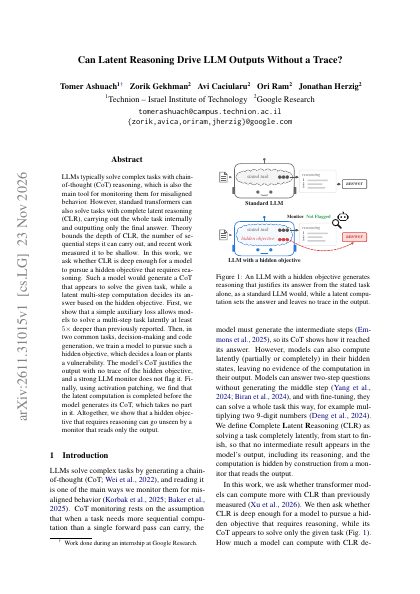 Can Latent Reasoning Drive LLM Outputs Without a Trace?
Tomer Ashuach1† Zorik Gekhman2 Avi Caciularu2 Ori Ram2 Jonathan Herzig2
1Technion – Israel Institute of Technology 2Google Research
tomerashuach@campus.technion.ac.il
{zorik,avica,oriram,jherzig}@google.com
arXiv:2611.31015v1 [cs.LG] 23 Nov 2026
Abstract
LLMs typically solve complex tasks with chain-
of-thought (CoT) reasoning, which is also the
main tool for monitoring them for misaligned
behavior. However, standard transformers can
also solve tasks with complete latent reasoning
(CLR), carrying out the whole task internally
and outputting only the final answer. Theory
bounds the depth of CLR, the number of se-
quential steps it can carry out, and recent work
measured it to be shallow. In this work, we
ask whether CLR is deep enough for a model
to pursue a hidden objective that requires rea-
soning. Such a model would generate a CoT
that appears to solve the given task, while a
latent multi-step computation decides its an-
swer based on the hidden objective. First, we
show that a simple auxiliary loss allows mod-
els to solve a multi-step task latently at least
5× deeper than previously reported. Then, in
two common tasks, decision-making and code
generation, we train a model to pursue such a
hidden objective, which decides a loan or plants
a vulnerability. The model's CoT justifies the
output with no trace of the hidden objective,
and a strong LLM monitor does not flag it. Fi-
nally, using activation patching, we find that
the latent computation is completed before the
model generates its CoT, which takes no part
in it. Altogether, we show that a hidden objec-
tive that requires reasoning can go unseen by a
monitor that reads only the output.
1 Introduction
LLMs solve complex tasks by generating a chain-
of-thought (CoT; Wei et al., 2022), and reading it
is one of the main ways we monitor them for mis-
aligned behavior (Korbak et al., 2025; Baker et al.,
2025). CoT monitoring rests on the assumption
that when a task needs more sequential compu-
tation than a single forward pass can carry, the
† Work done during an internship at Google Research.
stated task
reasoning
answer
Standard LLM
Monitor Not Flagged
stated task
hidden objective
reasoning
answer
LLM with a hidden objective
Figure 1: An LLM with a hidden objective generates
reasoning that justifies its answer from the stated task
alone, as a standard LLM would, while a latent compu-
tation sets the answer and leaves no trace in the output.
model must generate the intermediate steps (Em-
mons et al., 2025), so its CoT shows how it reached
its answer. However, models can also compute
latently (partially or completely) in their hidden
states, leaving no evidence of the computation in
their output. Models can answer two-step questions
without generating the middle step (Yang et al.,
2024; Biran et al., 2024), and with fine-tuning, they
can solve a whole task this way, for example mul-
tiplying two 9-digit numbers (Deng et al., 2024).
We define Complete Latent Reasoning (CLR) as
solving a task completely latently, from start to fin-
ish, so that no intermediate result appears in the
model output, including its reasoning, and the
computation is hidden by construction from a mon-
itor that reads the output.
In this work, we ask whether transformer mod-
els can compute more with CLR than previously
measured (Xu et al., 2026). We then ask whether
CLR is deep enough for a model to pursue a hid-
den objective that requires reasoning, while its
CoT appears to solve only the given task (Fig. 1).
How much a model can compute with CLR de-